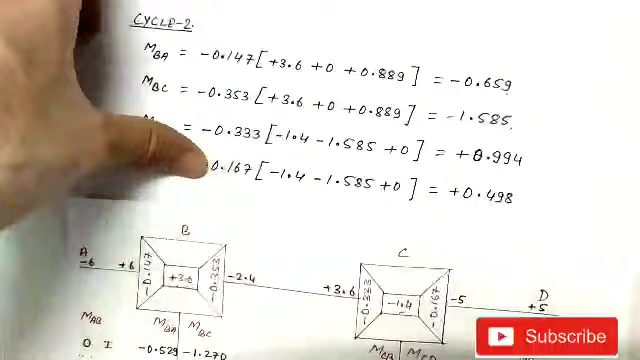 CYCLE-2.
MBA = -0.147[+3.6 +0 +0.889] = -0.659
MBC = -0.353[+3.6 +0 +0.889] = -1.585.
= -0.333[-1.4 -1.585 +0] = +0.994
0.167[-1.4 -1.585 +0] = +0.498
A B C D
-6 +6 -0.147 +3.6 -0.353 -2.4 +3.6 -0.333 -1.4 -0.167 -5 +5
MAB MBA MBC MCB MCD
0 I -0.529 -1.270
Subscribe